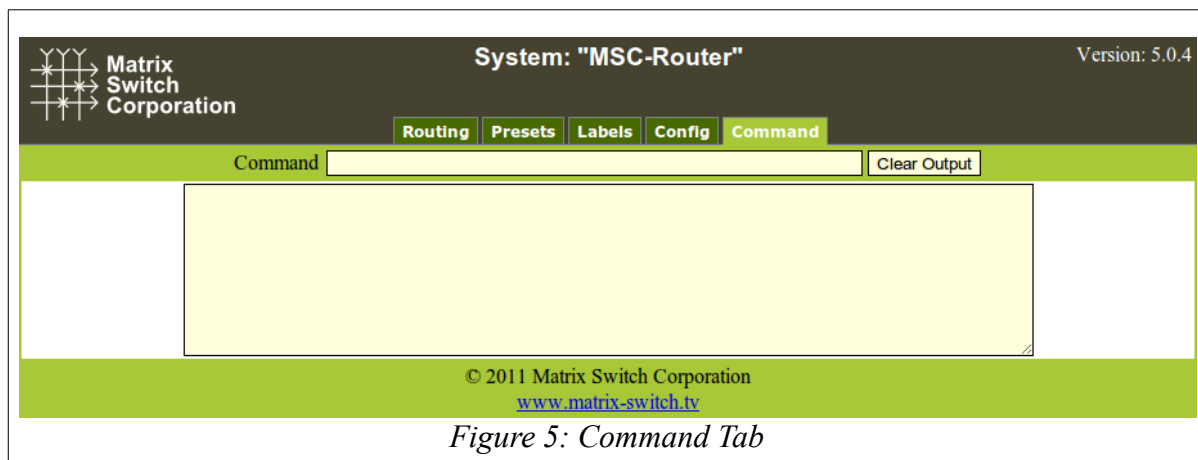 Matrix
Switch
Corporation
System: "MSC-Router"
Version: 5.0.4
Routing Presets Labels Config Command
Command Clear Output
© 2011 Matrix Switch Corporation
www.matrix-switch.tv
Figure 5: Command Tab